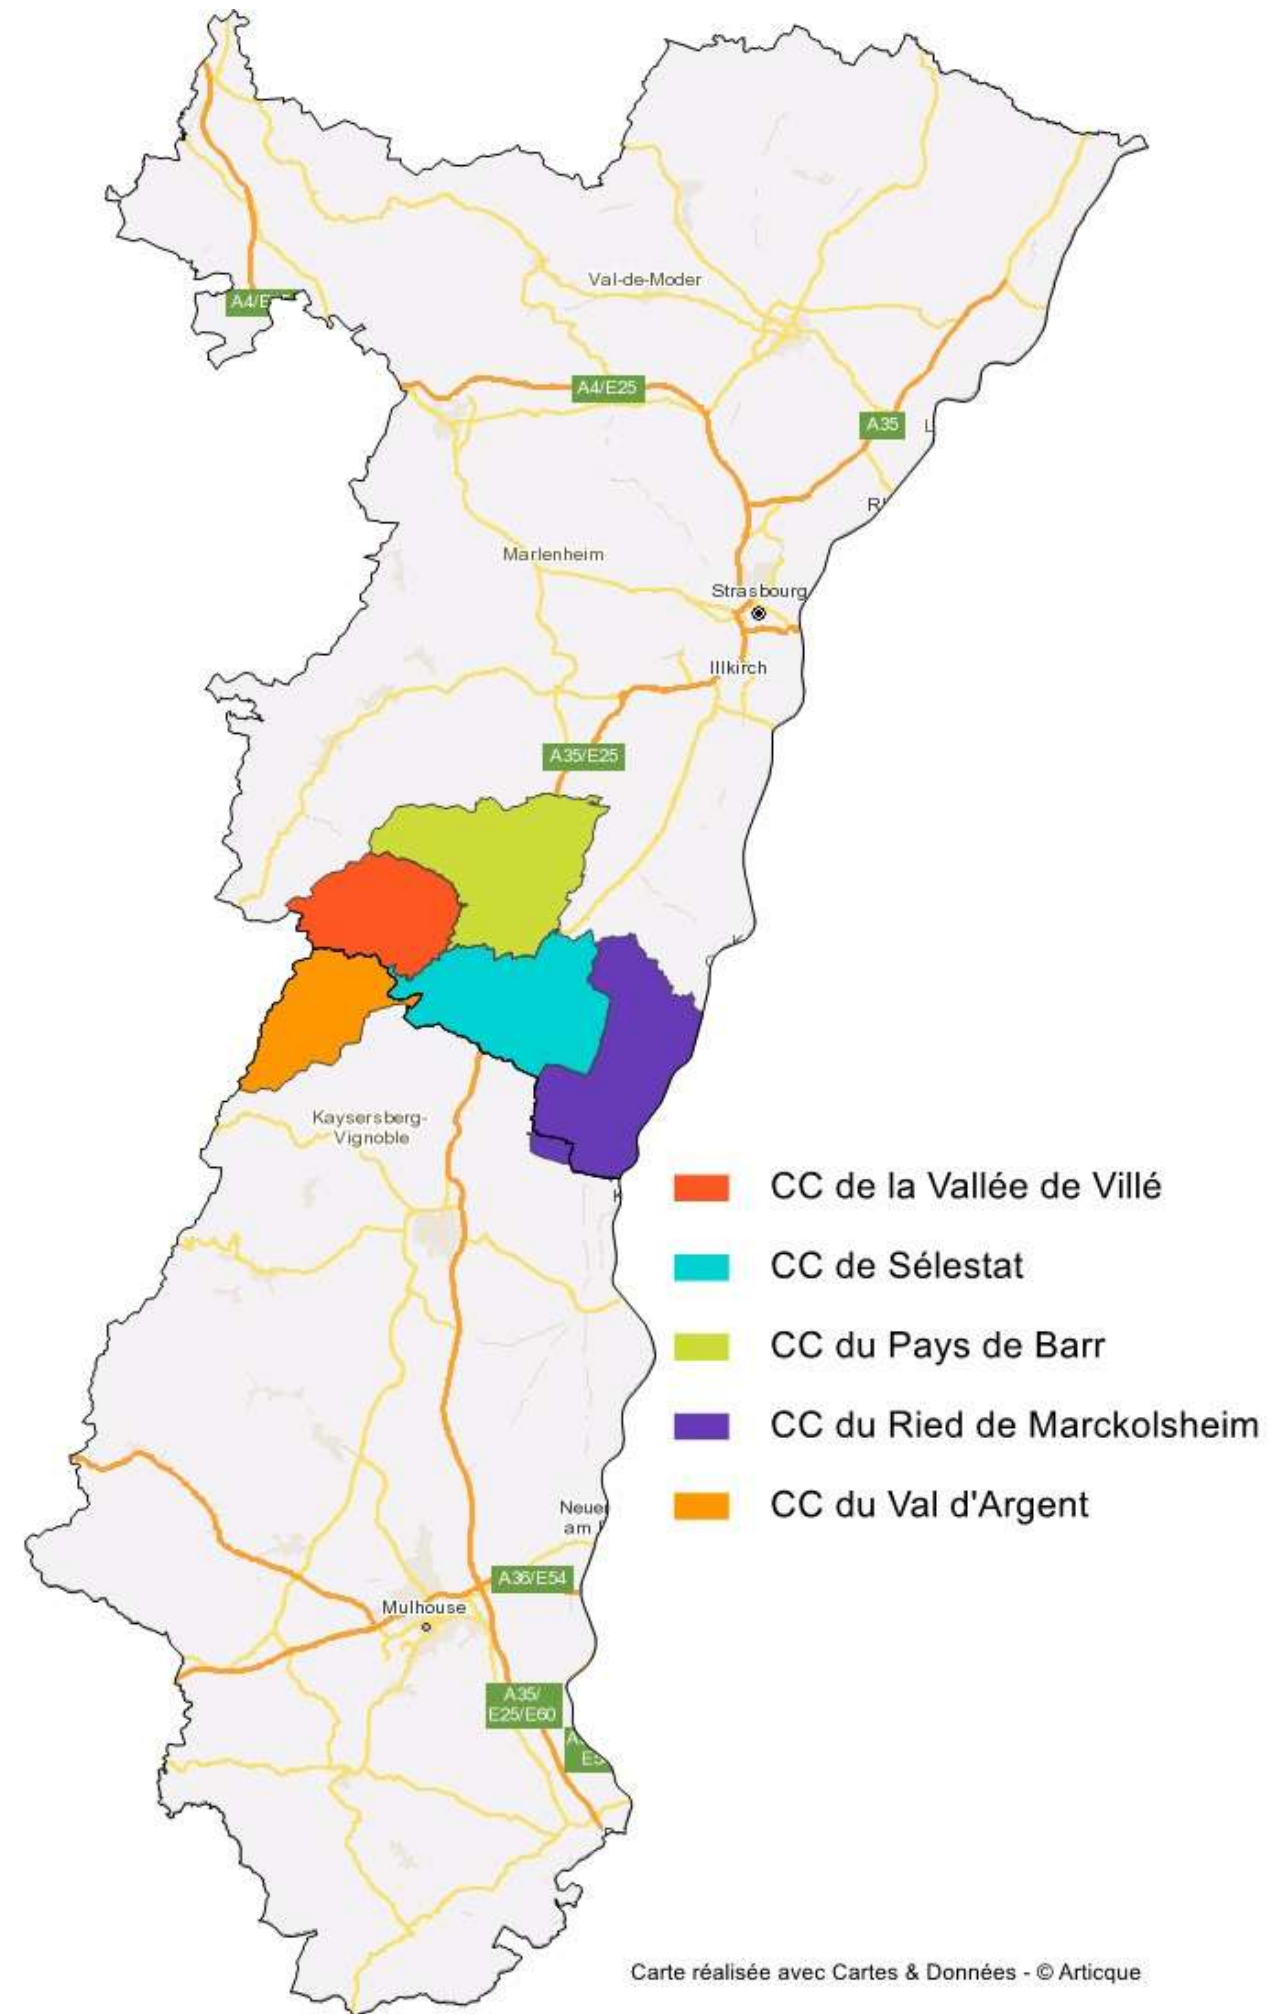 Val-de-Moder
A4/E25
A35
Marlenheim
Strasbourg
Illkirch
A35/E25
Kaysersberg-
Vignoble
CC de la Vallée de Villé
CC de Sélestat
CC du Pays de Barr
CC du Ried de Marckolsheim
CC du Val d'Argent
A36/E54
Mulhouse
A35/
E25/E60
Carte réalisée avec Cartes & Données - © Articque